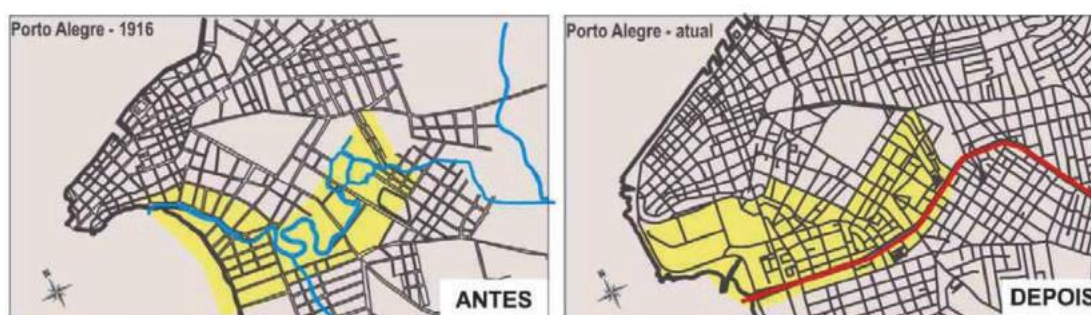 Porto Alegre - 1916
ANTES
Porto Alegre - atual
DEPOIS